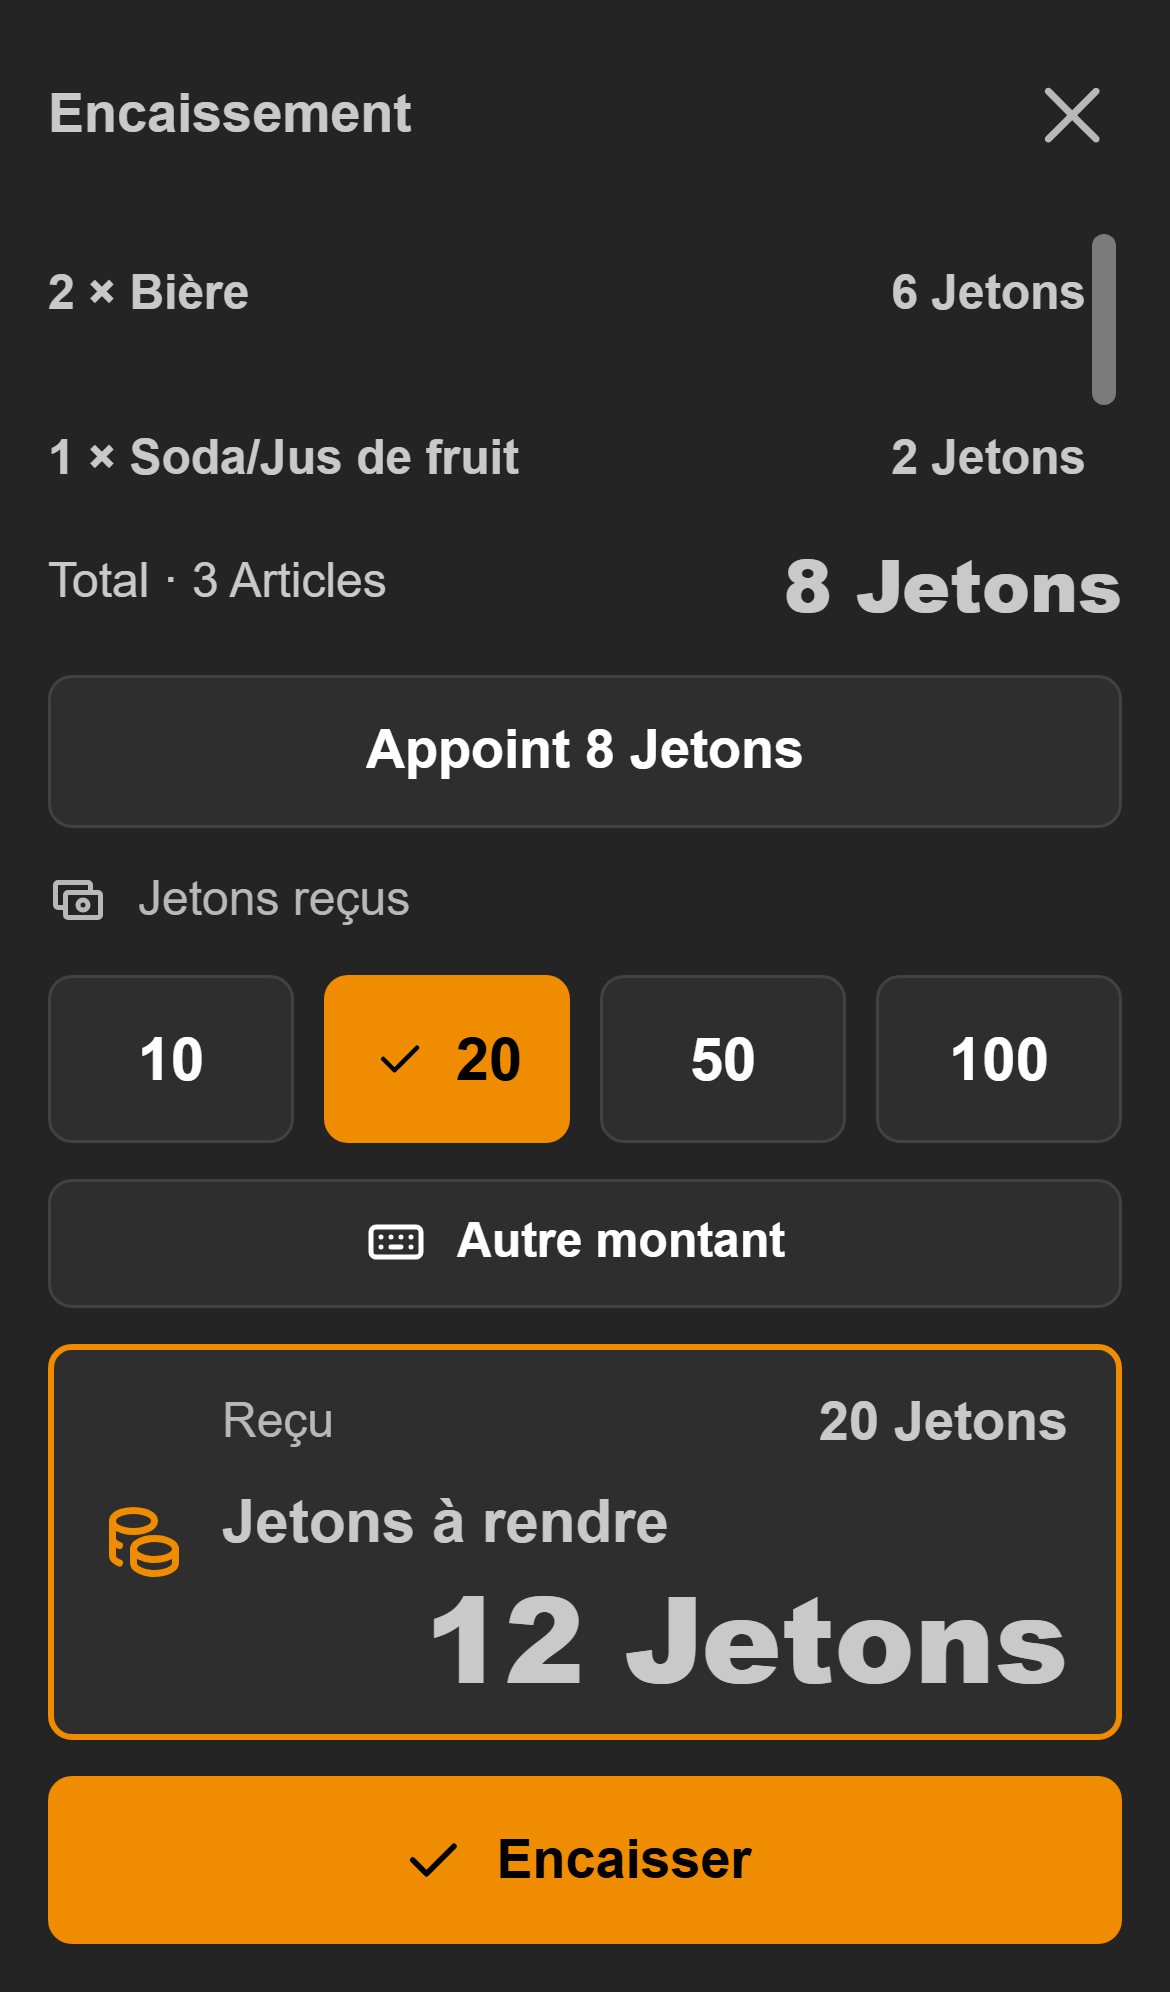 Encaissement
2 × Bière 6 Jetons
1 × Soda/Jus de fruit 2 Jetons
Total · 3 Articles 8 Jetons
Appoint 8 Jetons
Jetons reçus
10 20 50 100
Autre montant
Reçu 20 Jetons
Jetons à rendre
12 Jetons
Encaisser